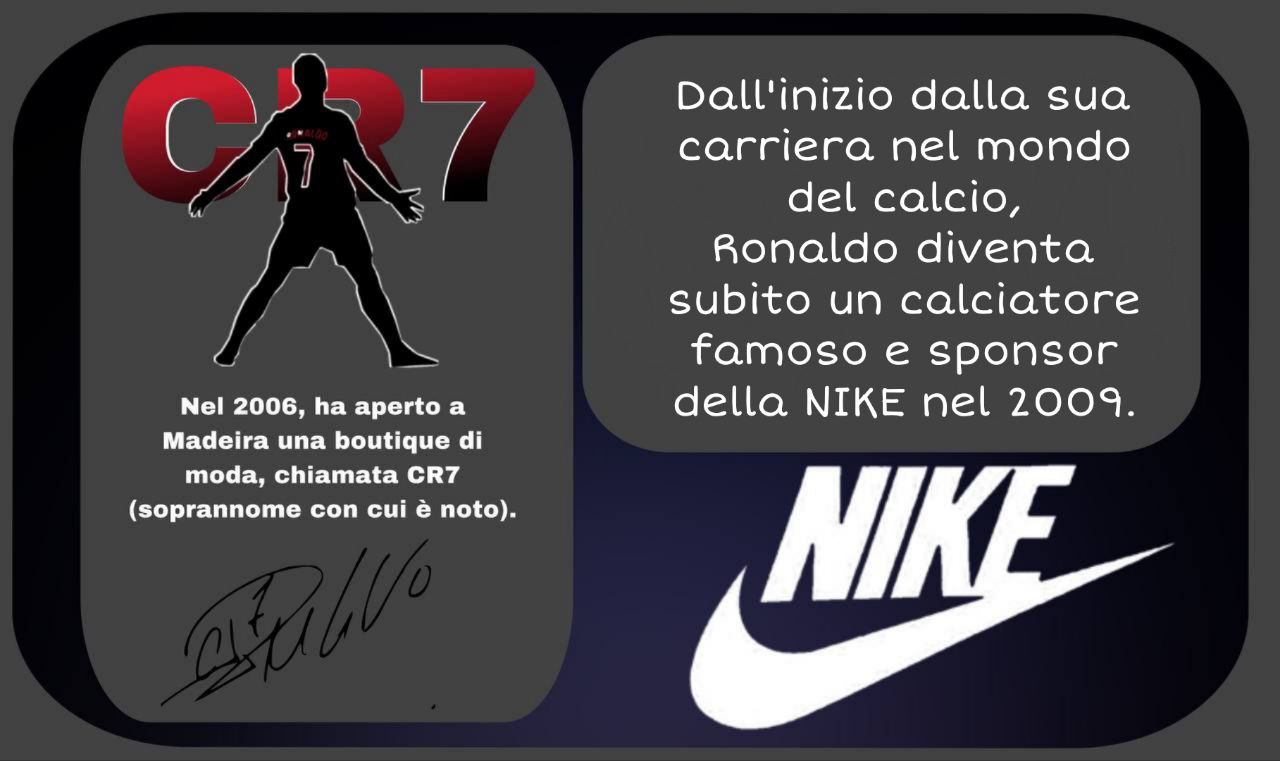 CR7
RONALDO
7
Nel 2006, ha aperto a
Madeira una boutique di
moda, chiamata CR7
(soprannome con cui è noto).
Dall'inizio dalla sua
carriera nel mondo
del calcio,
Ronaldo diventa
subito un calciatore
famoso e sponsor
della NIKE nel 2009.
NIKE